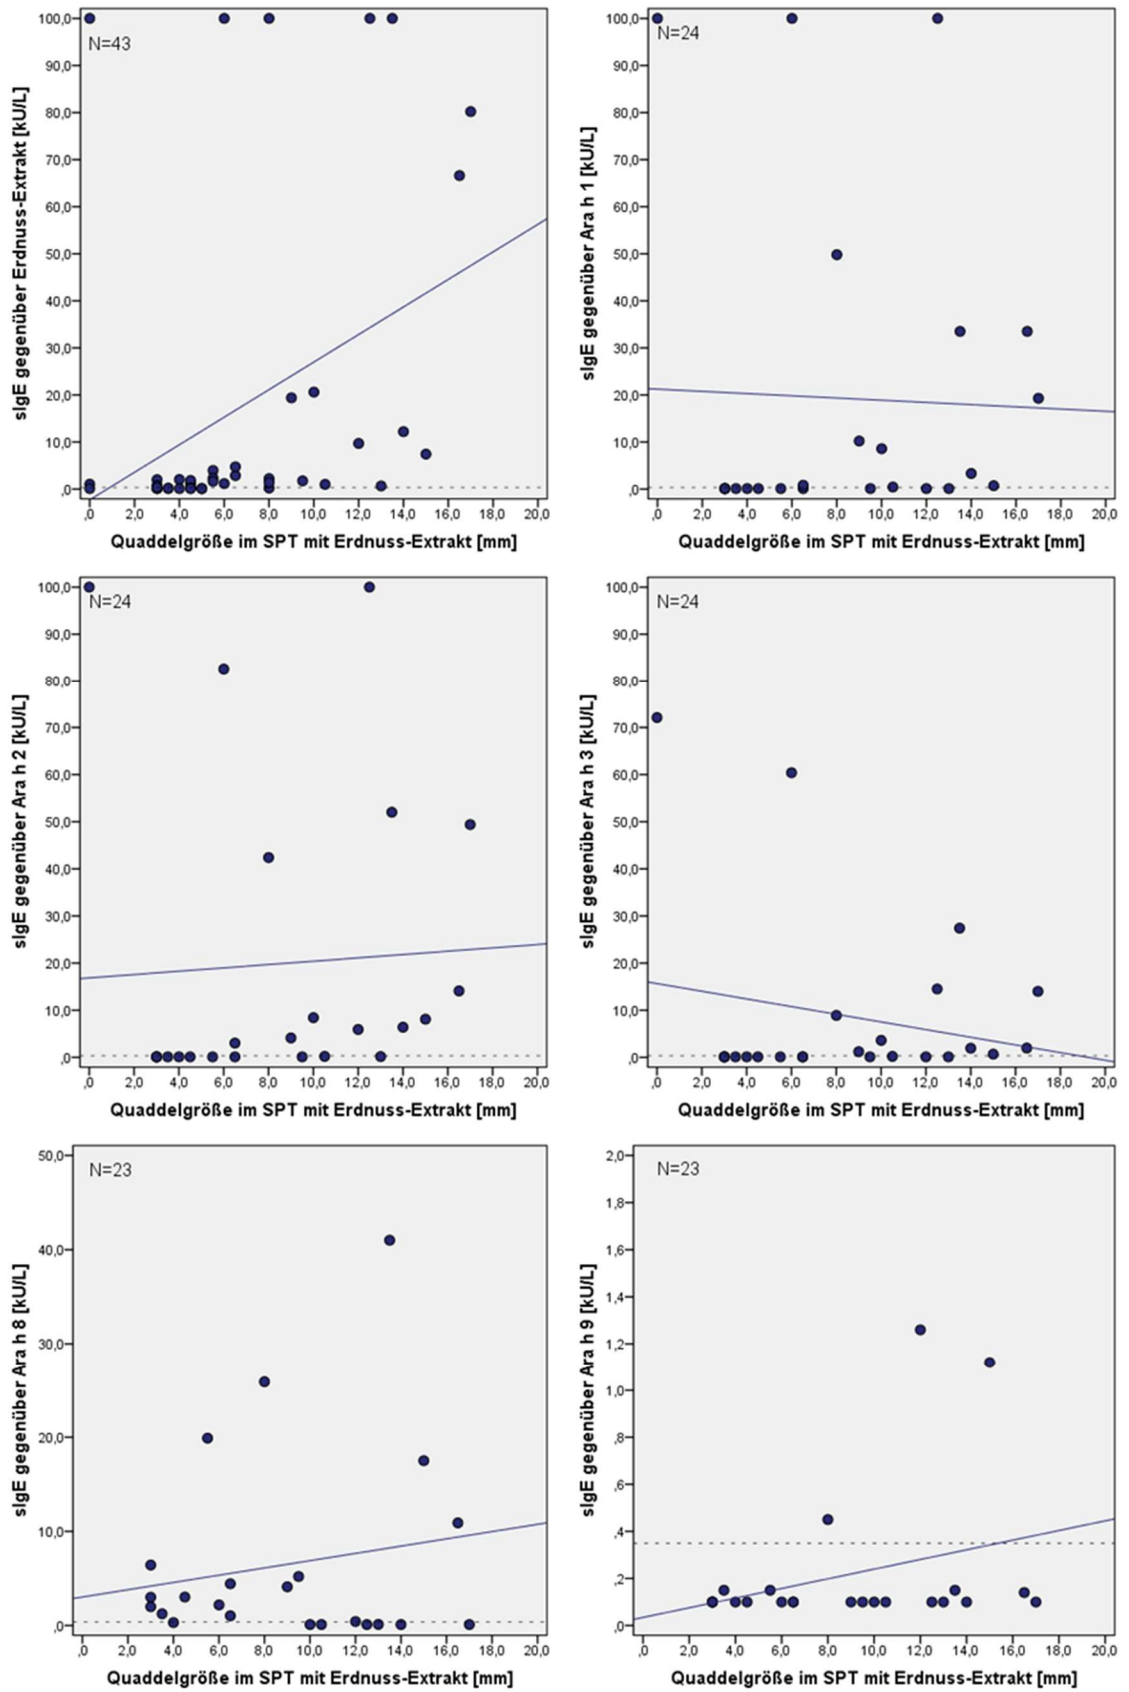 100,0
90,0
80,0
70,0
60,0
50,0
40,0
30,0
20,0
10,0
,0
N=43
sIgE gegenüber Erdnuss-Extrakt [kU/L]
,0 2,0 4,0 6,0 8,0 10,0 12,0 14,0 16,0 18,0 20,0
Quaddelgröße im SPT mit Erdnuss-Extrakt [mm]
100,0
90,0
80,0
70,0
60,0
50,0
40,0
30,0
20,0
10,0
,0
N=24
sIgE gegenüber Ara h 1 [kU/L]
,0 2,0 4,0 6,0 8,0 10,0 12,0 14,0 16,0 18,0 20,0
Quaddelgröße im SPT mit Erdnuss-Extrakt [mm]
100,0
90,0
80,0
70,0
60,0
50,0
40,0
30,0
20,0
10,0
,0
N=24
sIgE gegenüber Ara h 2 [kU/L]
,0 2,0 4,0 6,0 8,0 10,0 12,0 14,0 16,0 18,0 20,0
Quaddelgröße im SPT mit Erdnuss-Extrakt [mm]
100,0
90,0
80,0
70,0
60,0
50,0
40,0
30,0
20,0
10,0
,0
N=24
sIgE gegenüber Ara h 3 [kU/L]
,0 2,0 4,0 6,0 8,0 10,0 12,0 14,0 16,0 18,0 20,0
Quaddelgröße im SPT mit Erdnuss-Extrakt [mm]
50,0
40,0
30,0
20,0
10,0
,0
N=23
sIgE gegenüber Ara h 8 [kU/L]
,0 2,0 4,0 6,0 8,0 10,0 12,0 14,0 16,0 18,0 20,0
Quaddelgröße im SPT mit Erdnuss-Extrakt [mm]
2,0
1,8
1,6
1,4
1,2
1,0
,8
,6
,4
,2
,0
N=23
sIgE gegenüber Ara h 9 [kU/L]
,0 2,0 4,0 6,0 8,0 10,0 12,0 14,0 16,0 18,0 20,0
Quaddelgröße im SPT mit Erdnuss-Extrakt [mm]